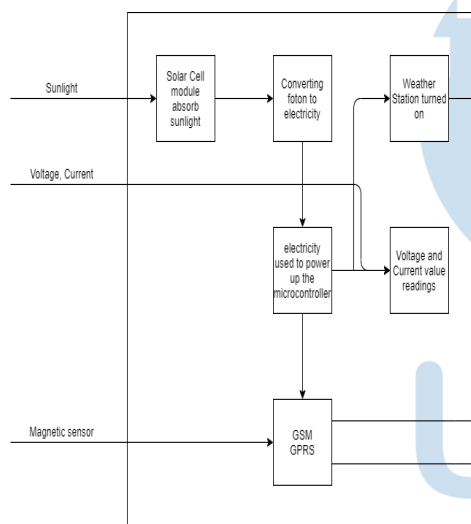 Sunlight
Solar Cell
module
absorb
sunlight
Converting
foton to
electricity
Weather
Station turned
on
Voltage, Current
electricity
used to power
up the
microcontroller
Voltage and
Current value
readings
Magnetic sensor
GSM
GPRS